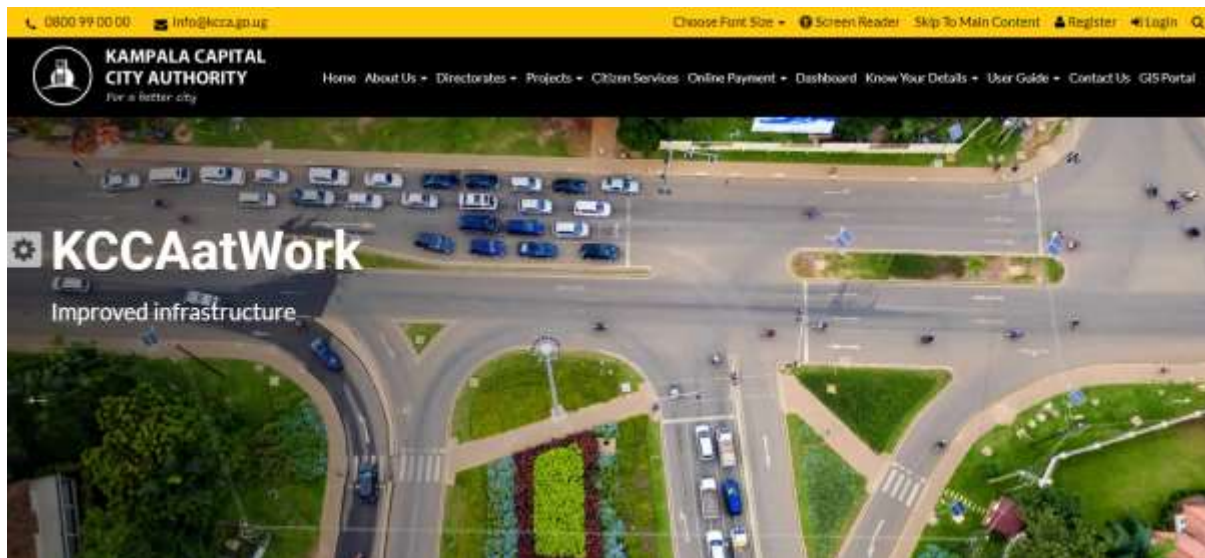 0800 99 00 00 info@kcca.go.ug Choose Font Size Screen Reader Skip To Main Content Register Login
KAMPALA CAPITAL
CITY AUTHORITY
For a better city
Home About Us Directorates Projects Citizen Services Online Payment Dashboard Know Your Details User Guide Contact Us GIS Portal
KCCAatWork
Improved infrastructure